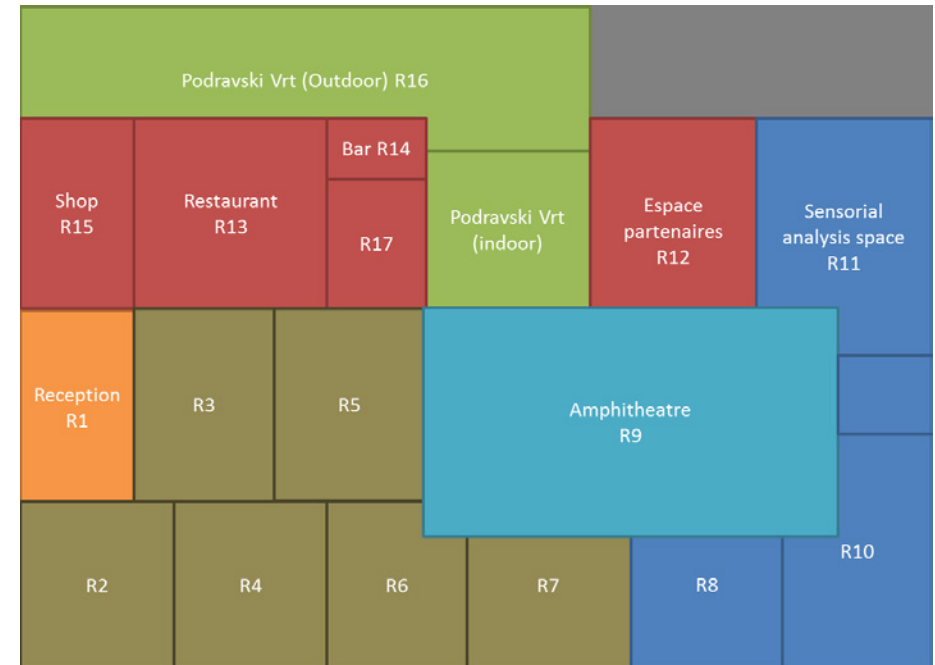 Podravski Vrt (Outdoor) R16
Bar R14
Shop
R15
Restaurant
R13
R17
Podravski Vrt
(indoor)
Espace
partenaires
R12
Sensorial
analysis space
R11
Reception
R1
R3
R5
Amphitheatre
R9
R2
R4
R6
R7
R8
R10